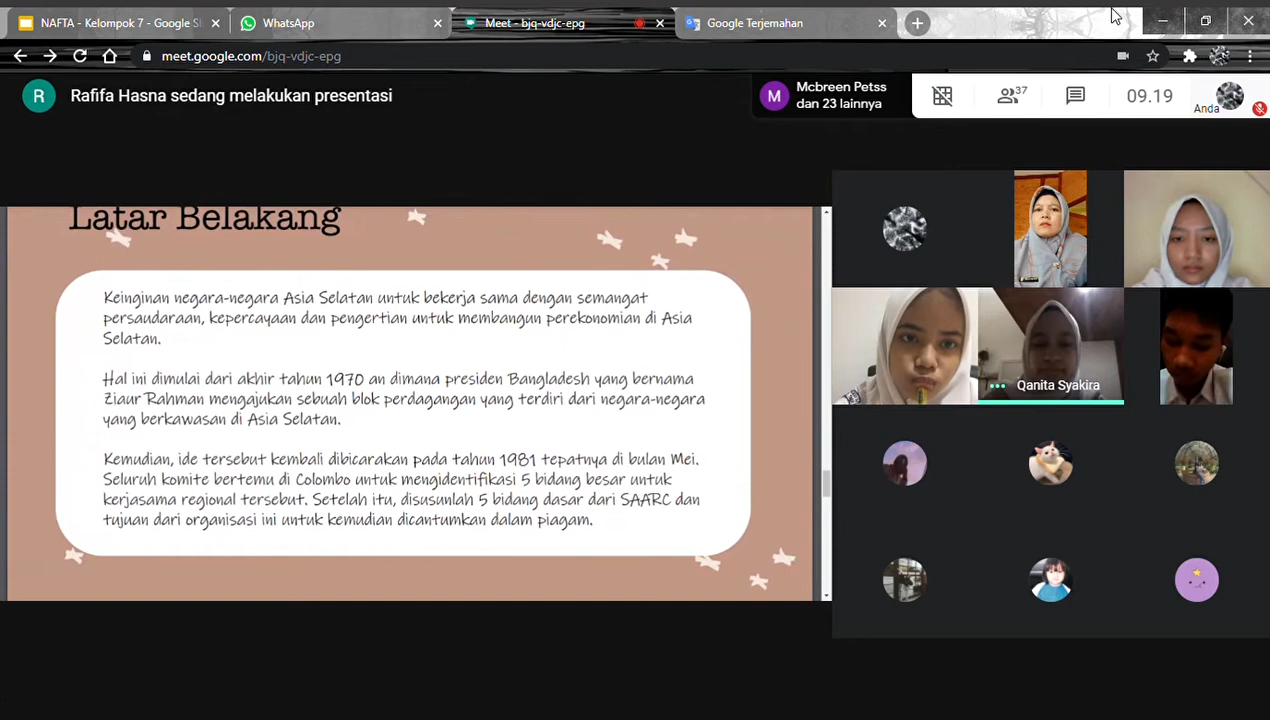 NAFTA - Kelompok 7 - Google Sl
WhatsApp
Meet - bjq-vdjc-epg
Google Terjemahan
meet.google.com/bjq-vdjc-epg
R
Rafifa Hasna sedang melakukan presentasi
M
Mcbreen Petss
dan 23 lainnya
37
09.19
Anda
Latar Belakang
Keinginan negara-negara Asia Selatan untuk bekerja sama dengan semangat
persaudaraan, kepercayaan dan pengertian untuk membangun perekonomian di Asia
Selatan.
Hal ini dimulai dari akhir tahun 1970 an dimana presiden Bangladesh yang bernama
Ziaur Rahman mengajukan sebuah blok perdagangan yang terdiri dari negara-negara
yang berkawasan di Asia Selatan.
Kemudian, ide tersebut kembali dibicarakan pada tahun 1981 tepatnya di bulan Mei.
Seluruh komite bertemu di Colombo untuk mengidentifikasi 5 bidang besar untuk
kerjasama regional tersebut. Setelah itu, disusunlah 5 bidang dasar dari SAARC dan
tujuan dari organisasi ini untuk kemudian dicantumkan dalam piagam.
Qanita Syakira